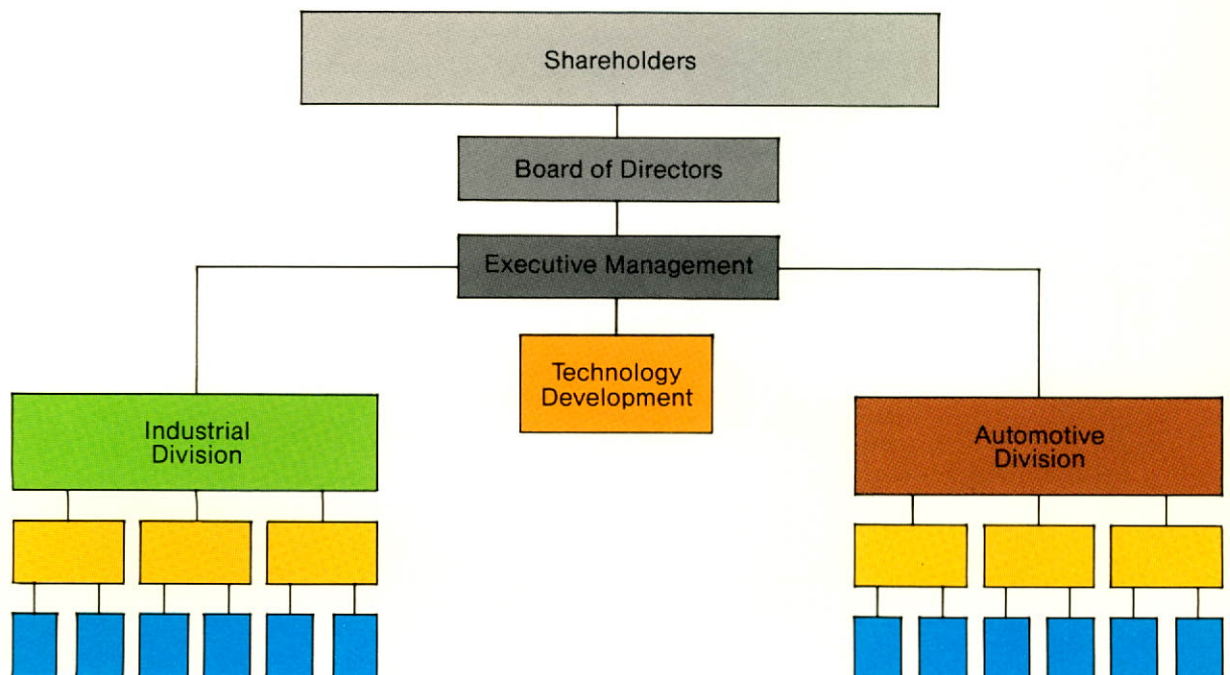 Shareholders
Board of Directors
Executive Management
Technology
Development
Industrial
Division
Automotive
Division